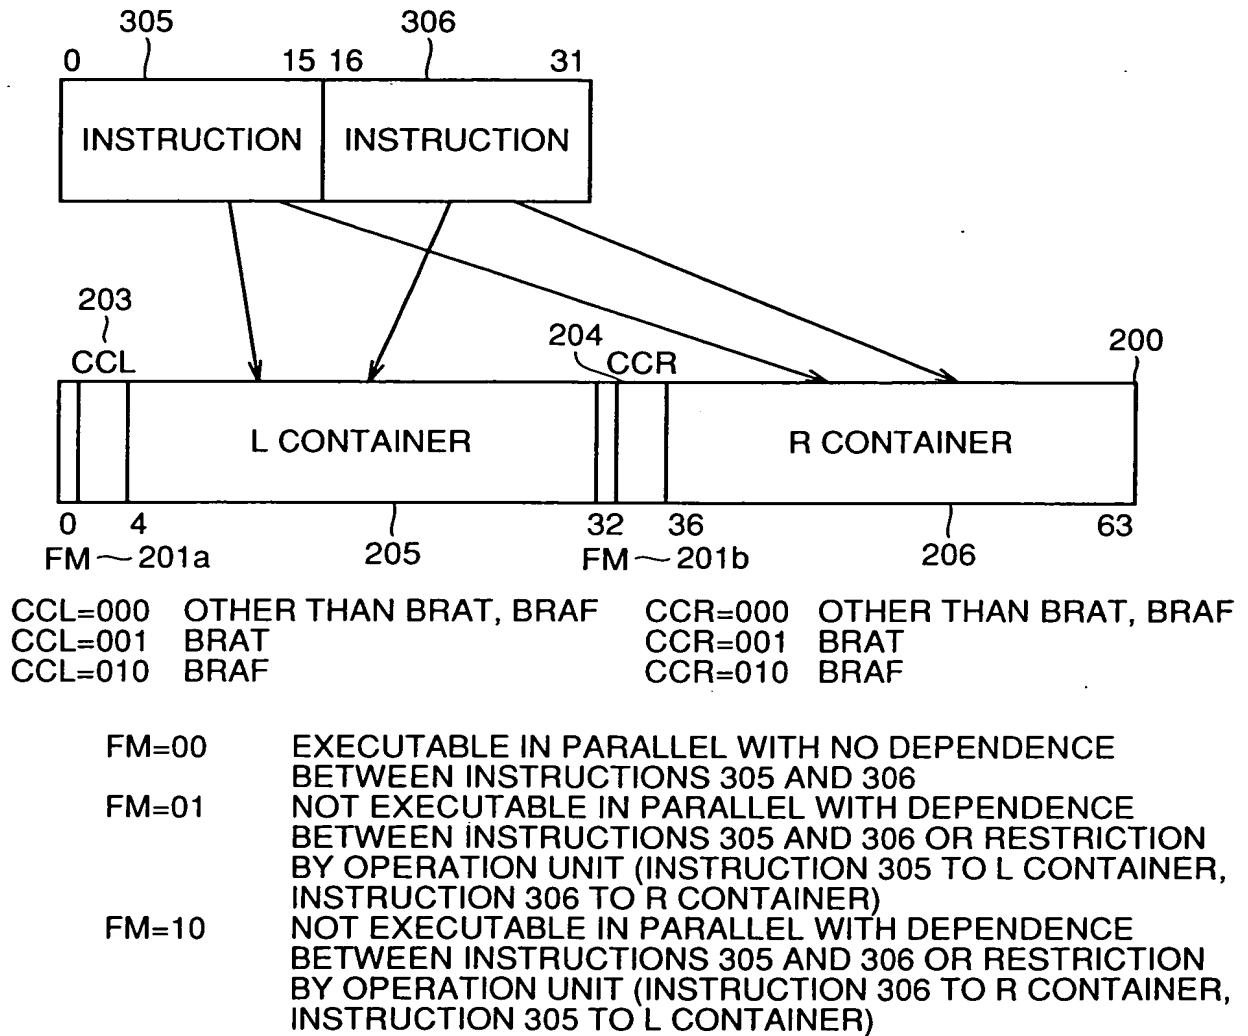 305 306
0 15 16 31
INSTRUCTION INSTRUCTION
203
CCL 204 CCR 200
L CONTAINER R CONTAINER
0 4 32 36 63
FM 201a 205 FM 201b 206
CCL=000 OTHER THAN BRAT, BRAF CCR=000 OTHER THAN BRAT, BRAF
CCL=001 BRAT CCR=001 BRAT
CCL=010 BRAF CCR=010 BRAF
FM=00 EXECUTABLE IN PARALLEL WITH NO DEPENDENCE
BETWEEN INSTRUCTIONS 305 AND 306
FM=01 NOT EXECUTABLE IN PARALLEL WITH DEPENDENCE
BETWEEN INSTRUCTIONS 305 AND 306 OR RESTRICTION
BY OPERATION UNIT (INSTRUCTION 305 TO L CONTAINER,
INSTRUCTION 306 TO R CONTAINER)
FM=10 NOT EXECUTABLE IN PARALLEL WITH DEPENDENCE
BETWEEN INSTRUCTIONS 305 AND 306 OR RESTRICTION
BY OPERATION UNIT (INSTRUCTION 306 TO R CONTAINER,
INSTRUCTION 305 TO L CONTAINER)